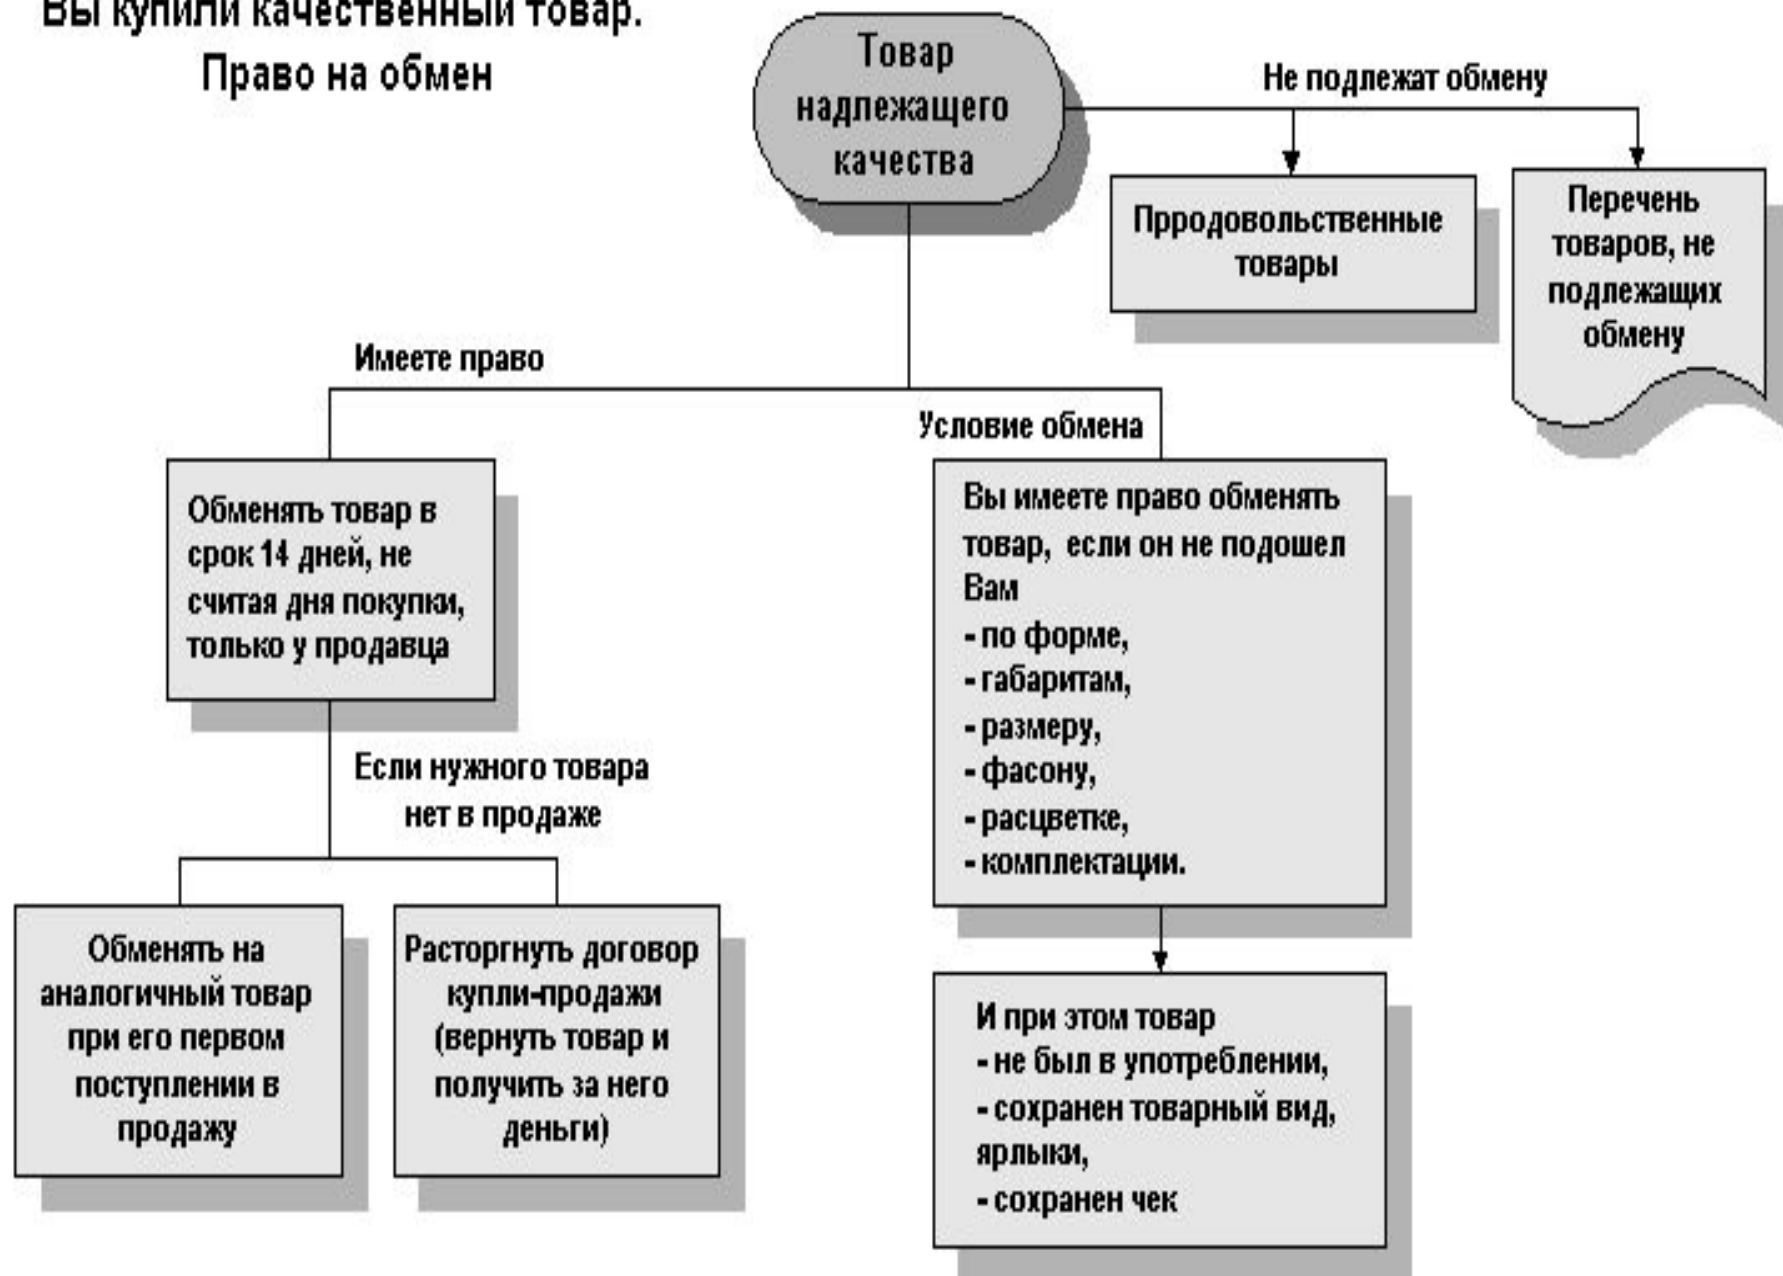 Вы купили качественный товар.
Право на обмен
Товар
надлежащего
качества
Не подлежат обмену
Прродовольственные
товары
Перечень
товаров, не
подлежащих
обмену
Имеете право
Условие обмена
Обменять товар в
срок 14 дней, не
считая дня покупки,
только у продавца
Вы имеете право обменять
товар, если он не подошел
Вам
- по форме,
- габаритам,
- размеру,
- фасону,
- расцветке,
- комплектации.
Если нужного товара
нет в продаже
Обменять на
аналогичный товар
при его первом
поступлении в
продажу
Расторгнуть договор
купли-продажи
(вернуть товар и
получить за него
деньги)
И при этом товар
- не был в употреблении,
- сохранен товарный вид,
ярлыки,
- сохранен чек